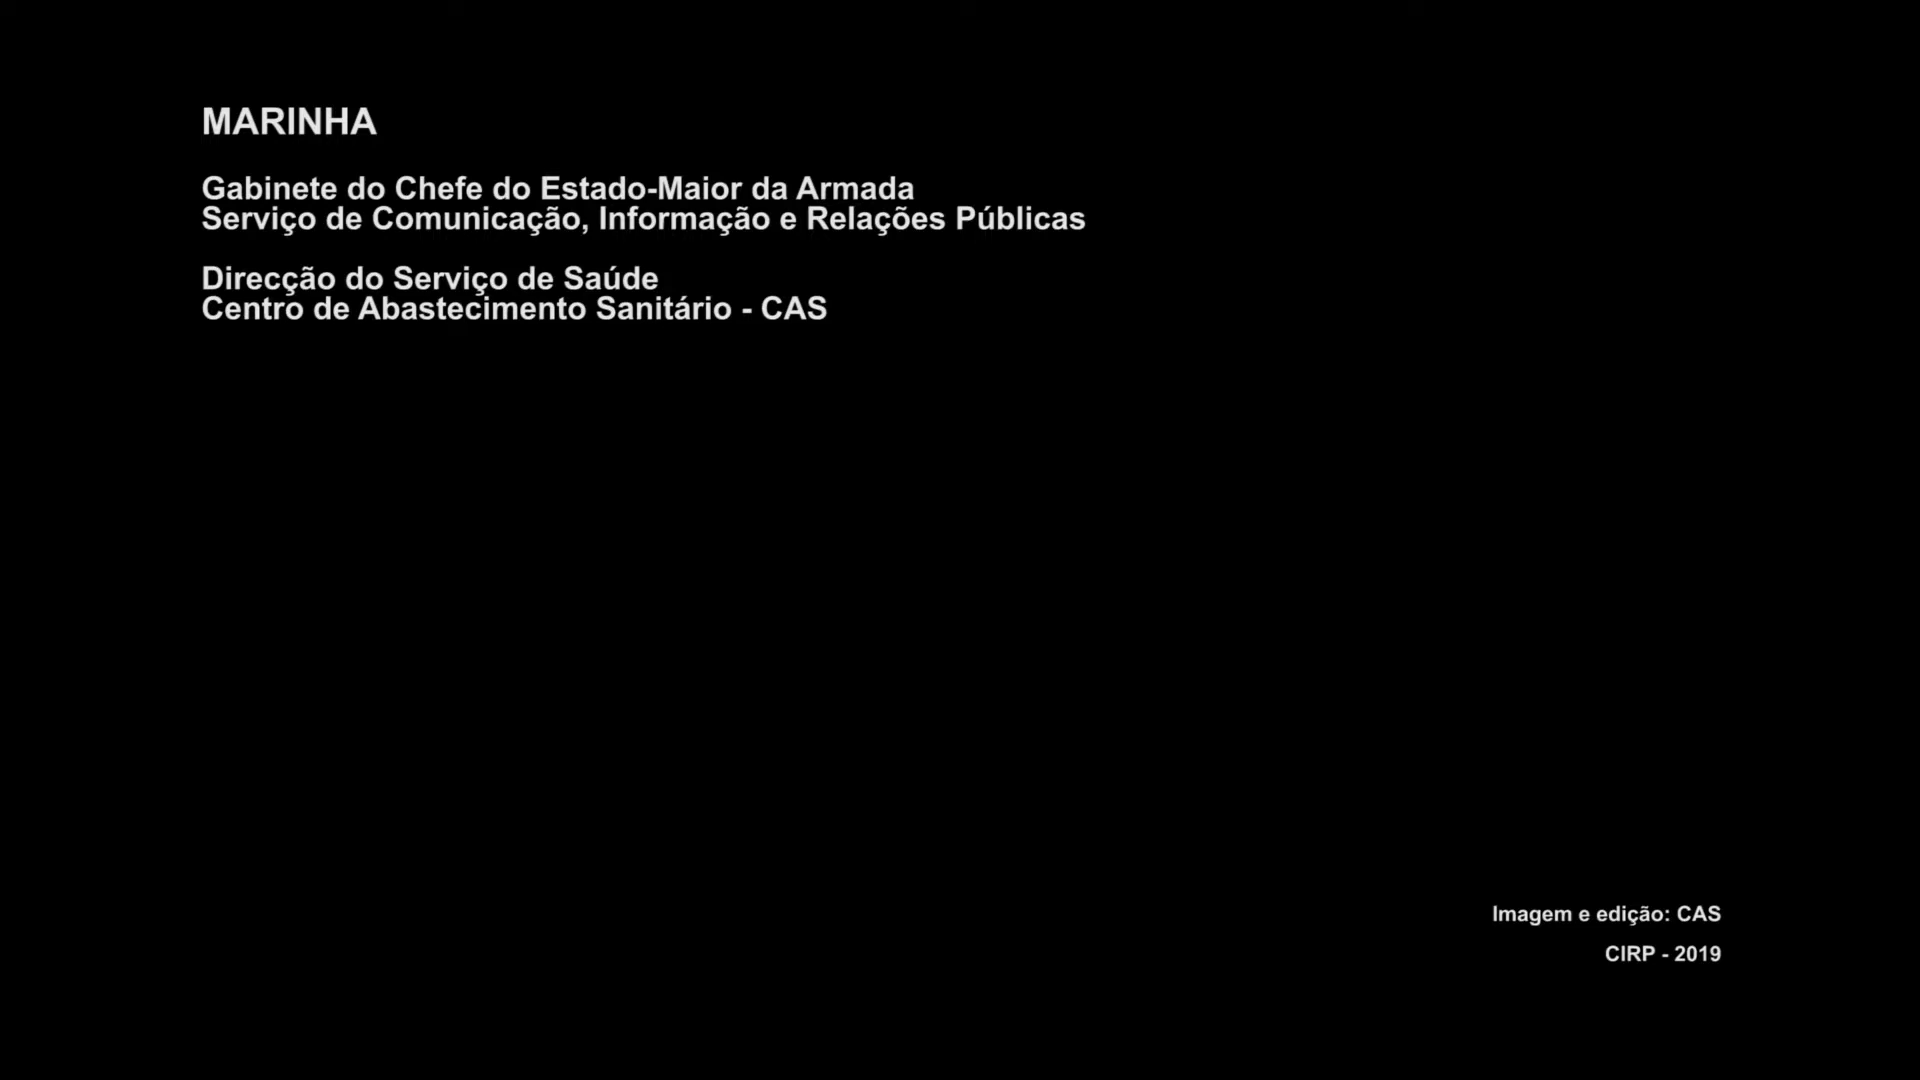 MARINHA
Gabinete do Chefe do Estado-Maior da Armada
Serviço de Comunicação, Informação e Relações Públicas
Direcção do Serviço de Saúde
Centro de Abastecimento Sanitário - CAS
Imagem e edição: CAS
CIRP - 2019